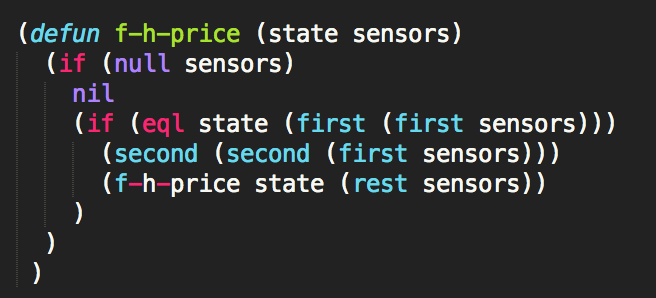 (defun f-h-price (state sensors)
  (if (null sensors)
    nil
    (if (eql state (first (first sensors)))
      (second (second (first sensors)))
      (f-h-price state (rest sensors))
    )
  )
 )